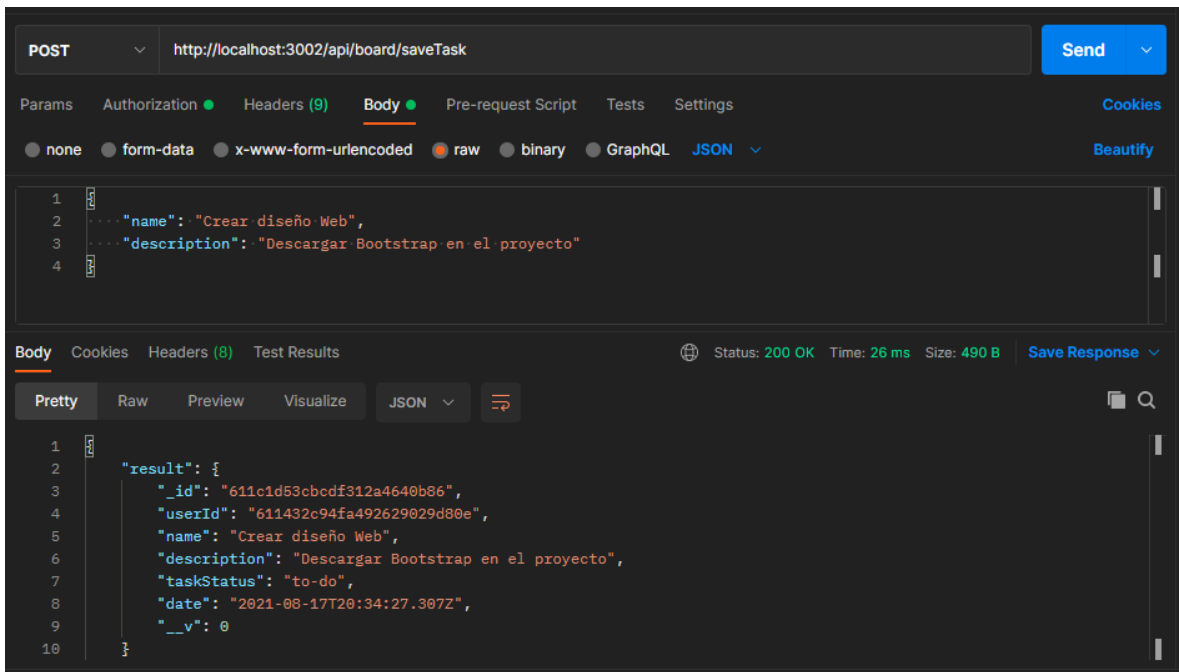 POST http://localhost:3002/api/board/saveTask Send
Params Authorization Headers (9) Body Pre-request Script Tests Settings Cookies
none form-data x-www-form-urlencoded raw binary GraphQL JSON Beautify
1 {
2 "name": "Crear diseño Web",
3 "description": "Descargar Bootstrap en el proyecto"
4 }
Body Cookies Headers (8) Test Results Status: 200 OK Time: 26 ms Size: 490 B Save Response
Pretty Raw Preview Visualize JSON
1 {
2 "result": {
3 "_id": "611c1d53cbcdf312a4640b86",
4 "userId": "611432c94fa492629029d80e",
5 "name": "Crear diseño Web",
6 "description": "Descargar Bootstrap en el proyecto",
7 "taskStatus": "to-do",
8 "date": "2021-08-17T20:34:27.307Z",
9 "__v": 0
10 }